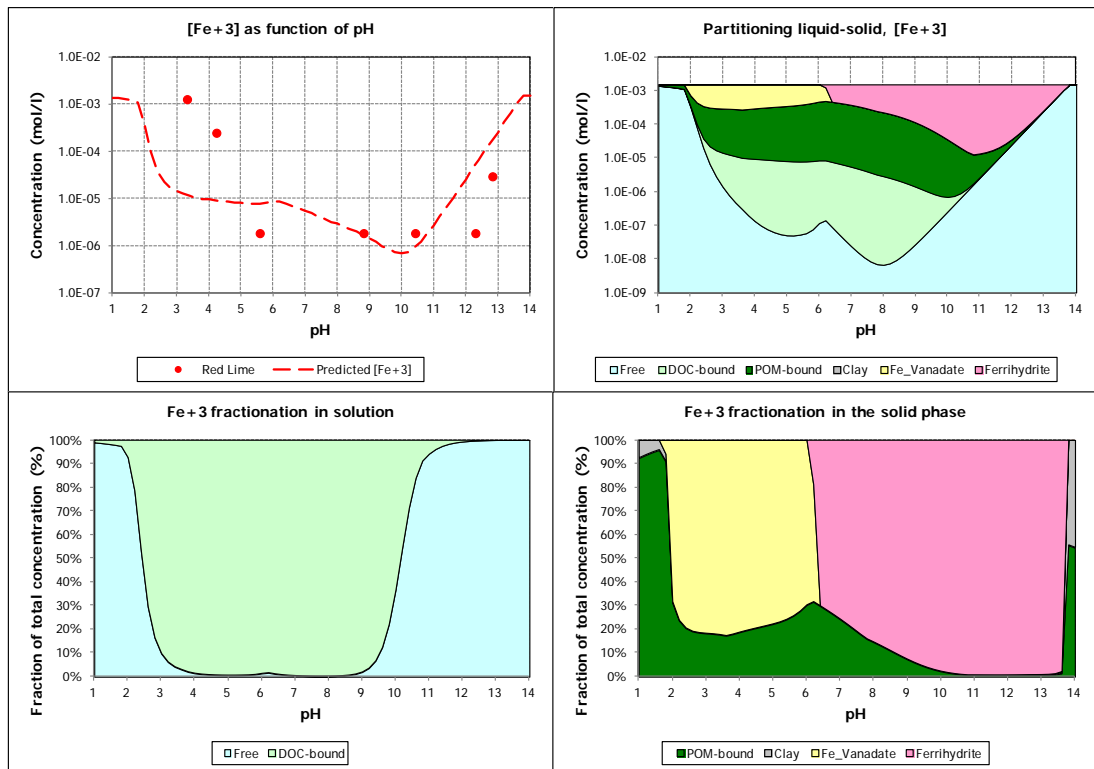 [Fe+3] as function of pH
Concentration (mol/l)
1.0E-02
1.0E-03
1.0E-04
1.0E-05
1.0E-06
1.0E-07
1 2 3 4 5 6 7 8 9 10 11 12 13 14
pH
Red Lime Predicted [Fe+3]
Partitioning liquid-solid, [Fe+3]
Concentration (mol/l)
1.0E-02
1.0E-03
1.0E-04
1.0E-05
1.0E-06
1.0E-07
1.0E-08
1.0E-09
1 2 3 4 5 6 7 8 9 10 11 12 13 14
pH
Free DOC-bound POM-bound Clay Fe_Vanadate Ferrihydrite
Fe+3 fractionation in solution
Fraction of total concentration (%)
100%
90%
80%
70%
60%
50%
40%
30%
20%
10%
0%
1 2 3 4 5 6 7 8 9 10 11 12 13 14
pH
Free DOC-bound
Fe+3 fractionation in the solid phase
Fraction of total concentration (%)
100%
90%
80%
70%
60%
50%
40%
30%
20%
10%
0%
1 2 3 4 5 6 7 8 9 10 11 12 13 14
pH
POM-bound Clay Fe_Vanadate Ferrihydrite